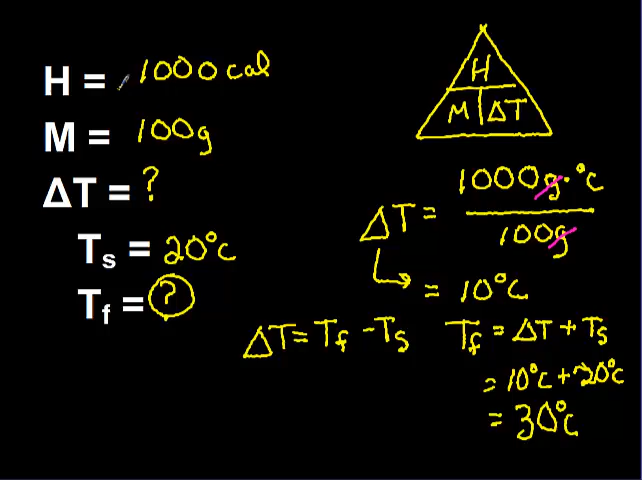 H = 1000 cal
M = 100g
ΔT = ?
Ts = 20°C
Tf = ?
H
M | ΔT
ΔT = 1000g·°C
100g
= 10°C
ΔT = Tf - Ts
Tf = ΔT + Ts
= 10°C + 20°C
= 30°C